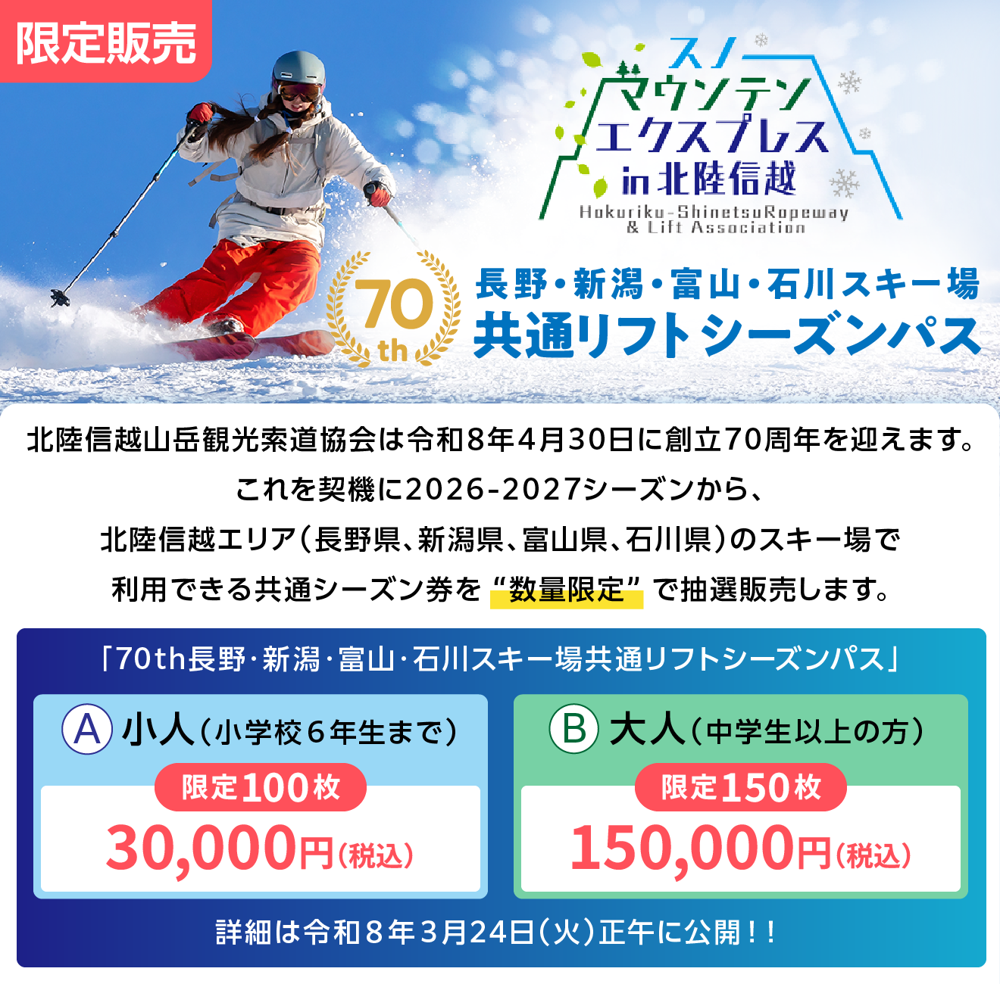 限定販売
スノー
マウンテン
エクスプレス
in 北陸信越
Hokuriku-ShinetsuRopeway
& Lift Association
70
th
長野・新潟・富山・石川スキー場
共通リフトシーズンパス
北陸信越山岳観光索道協会は令和8年4月30日に創立70周年を迎えます。
これを契機に2026-2027シーズンから、
北陸信越エリア(長野県、新潟県、富山県、石川県)のスキー場で
利用できる共通シーズン券を “数量限定” で抽選販売します。
「70th長野・新潟・富山・石川スキー場共通リフトシーズンパス」
A 小人(小学校6年生まで)
限定100枚
30,000円(税込)
B 大人(中学生以上の方)
限定150枚
150,000円(税込)
詳細は令和8年3月24日(火)正午に公開!!